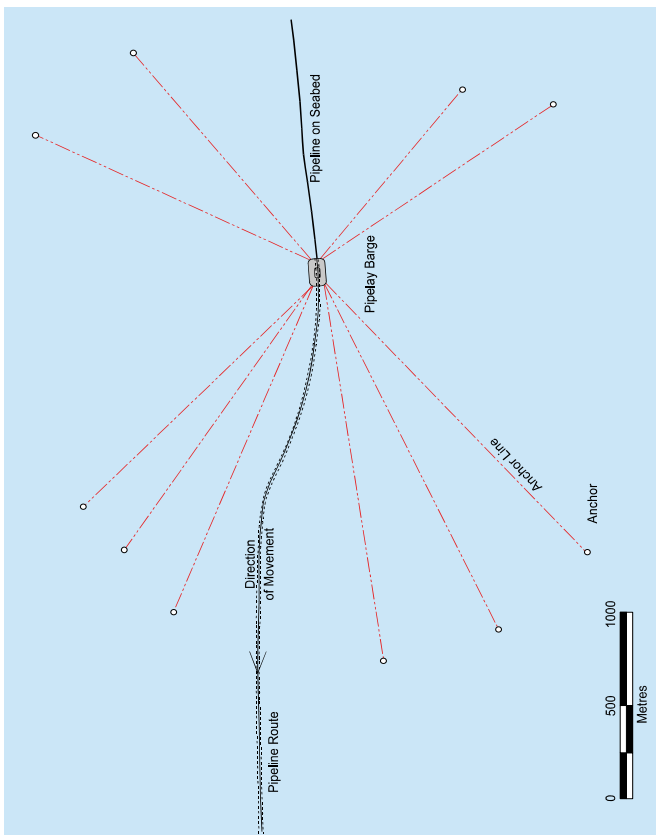 Pipeline on Seabed
Pipelay Barge
Anchor Line
Anchor
Direction
of Movement
Pipeline Route
0
500
1000
Metres